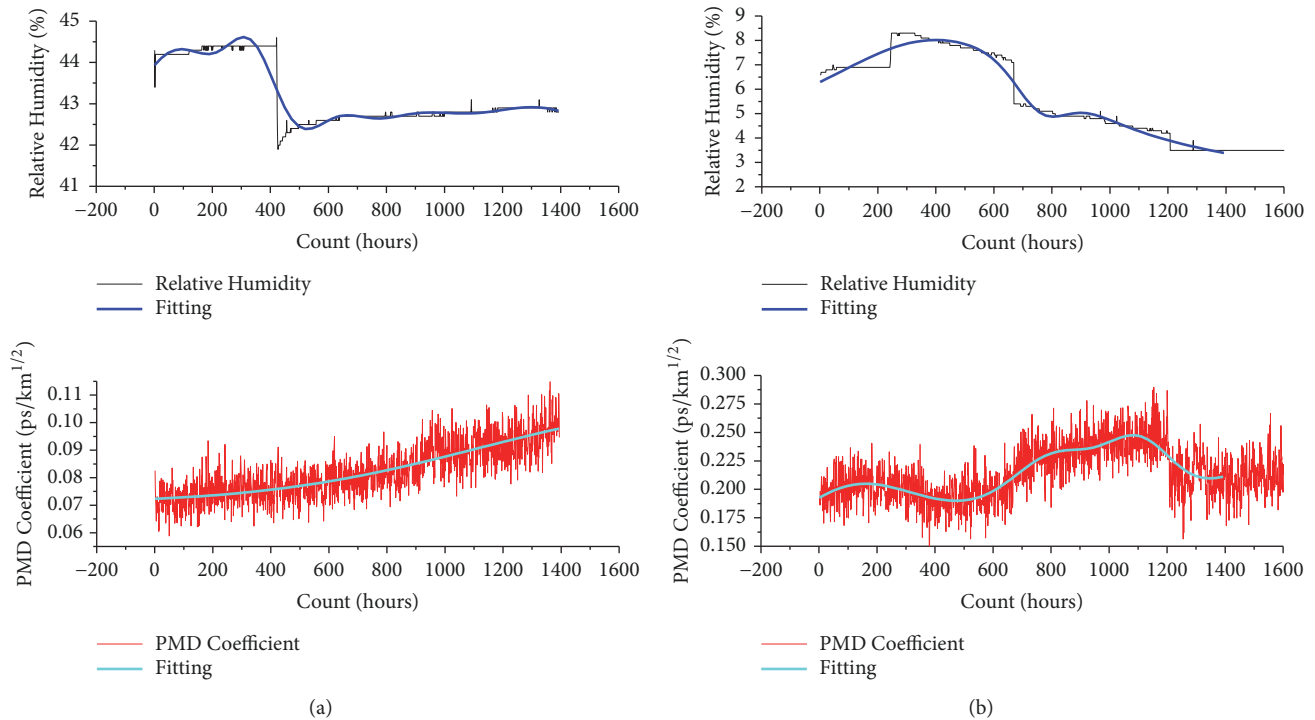 Relative Humidity (%)
45
44
43
42
41
−200 0 200 400 600 800 1000 1200 1400 1600
Count (hours)
Relative Humidity
Fitting
PMD Coefficient (ps/km^{1/2})
0.11
0.10
0.09
0.08
0.07
0.06
−200 0 200 400 600 800 1000 1200 1400 1600
Count (hours)
PMD Coefficient
Fitting
(a)
Relative Humidity (%)
9
8
7
6
5
4
3
2
−200 0 200 400 600 800 1000 1200 1400 1600
Count (hours)
Relative Humidity
Fitting
PMD Coefficient (ps/km^{1/2})
0.300
0.275
0.250
0.225
0.200
0.175
0.150
−200 0 200 400 600 800 1000 1200 1400 1600
Count (hours)
PMD Coefficient
Fitting
(b)